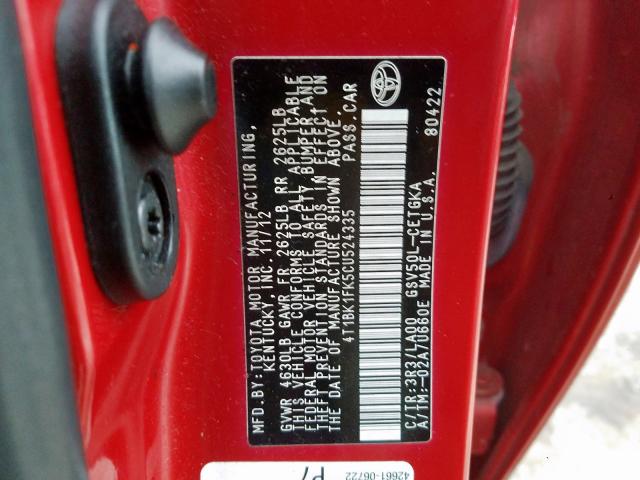 MFD.BY:TOYOTA MOTOR MANUFACTURING,
KENTUCKY, INC. 11/12
GVWR 4630LB GAWR FR 2625LB RR 2625LB
THIS VEHICLE CONFORMS TO ALL APPLICABLE
FEDERAL MOTOR VEHICLE SAFETY, BUMPER,AND
THEFT PREVENTION STANDARDS IN EFFECT ON
THE DATE OF MANUFACTURE SHOWN ABOVE.
4T1BK1FK5CU524335 PASS.CAR
C/TR:3R3/LA00 GSV50L-CETGKA
A/TM:-02A/U660E MADE IN U.S.A.
80422
42661-06722
P7